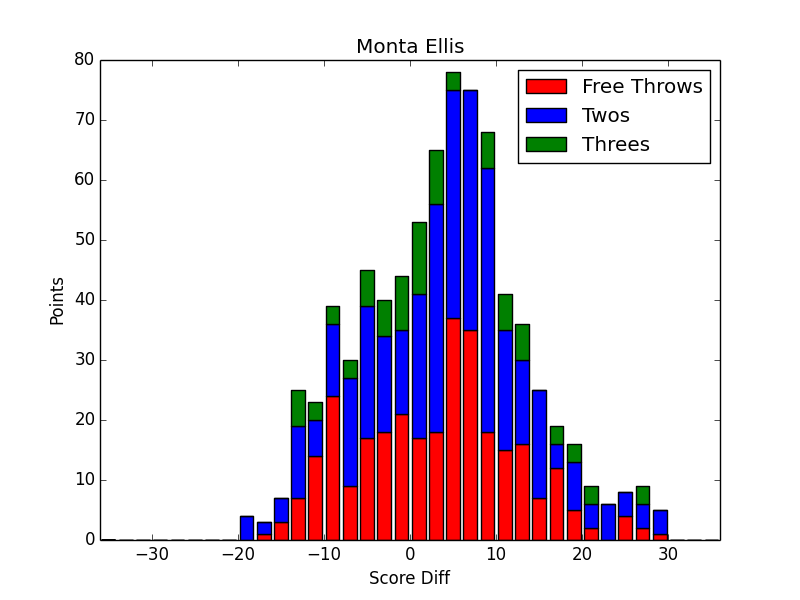 Monta Ellis
Free Throws
Twos
Threes
80
70
60
50
40
30
20
10
0
Points
−30
−20
−10
0
10
20
30
Score Diff